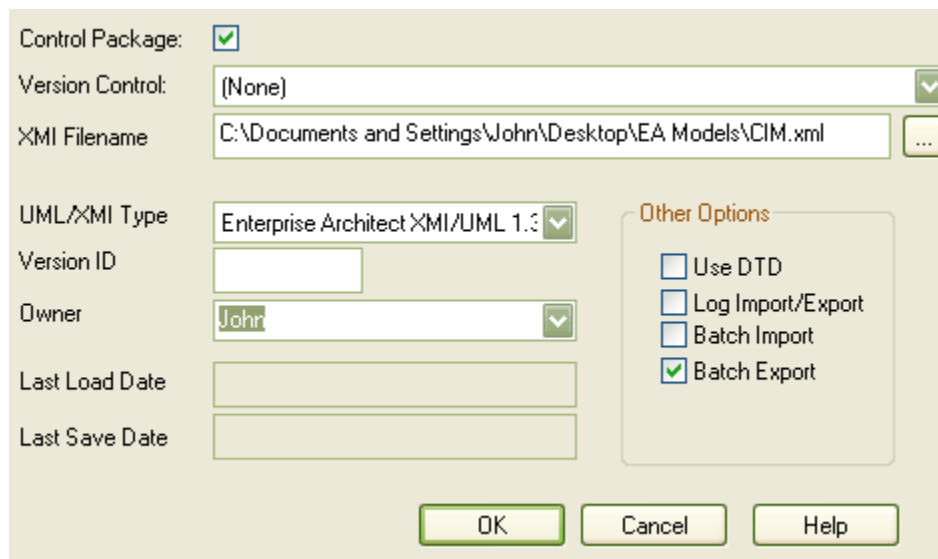 Control Package:
Version Control: (None)
XMI Filename C:\Documents and Settings\John\Desktop\EA Models\CIM.xml ...
UML/XMI Type Enterprise Architect XMI/UML 1.3
Version ID
Owner John
Last Load Date
Last Save Date
Other Options
Use DTD
Log Import/Export
Batch Import
Batch Export
OK Cancel Help